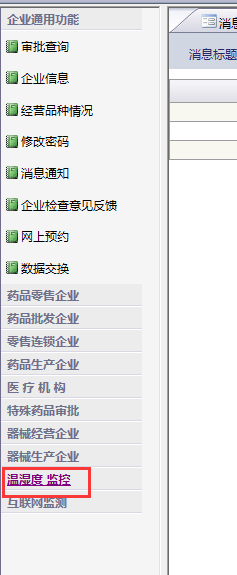 企业通用功能
审批查询
企业信息
经营品种情况
修改密码
消息通知
企业检查意见反馈
网上预约
数据交换
药品零售企业
药品批发企业
零售连锁企业
药品生产企业
医 疗 机 构
特殊药品审批
器械经营企业
器械生产企业
温湿度 监控
互联网监测
消息
消息标题